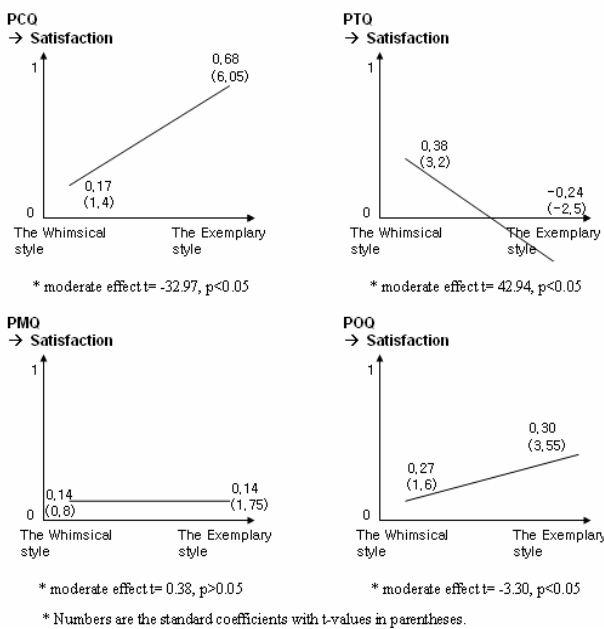 PCQ
→ Satisfaction
1
0,68
(6,05)
0,17
(1,4)
0
The Whimsical style
The Exemplary style
* moderate effect t= -32.97, p<0.05
PTQ
→ Satisfaction
1
0,38
(3,2)
-0,24
(-2,5)
0
The Whimsical style
The Exemplary style
* moderate effect t= 42.94, p<0.05
PMQ
→ Satisfaction
1
0,14
(0,8)
0,14
(1,75)
0
The Whimsical style
The Exemplary style
* moderate effect t= 0.38, p>0.05
POQ
→ Satisfaction
1
0,30
(3,55)
0,27
(1,6)
0
The Whimsical style
The Exemplary style
* moderate effect t= -3.30, p<0.05
* Numbers are the standard coefficients with t-values in parentheses.